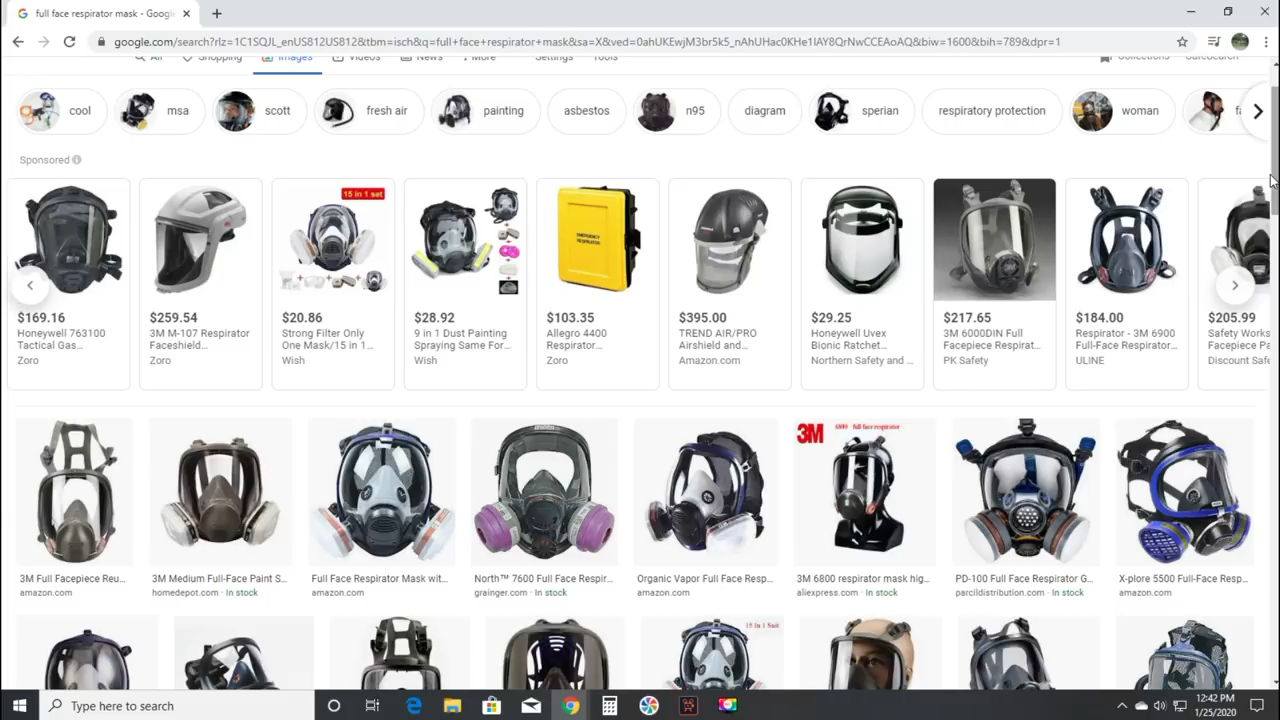 full face respirator mask - Googl
google.com/search?rlz=1C1SQJL_enUS812US812&tbm=isch&q=full+face+respirator+mask&sa=X&ved=0ahUKEwjM3br5k5_nAhUHac0KHe1lAY8QrNwCCEAoAQ&biw=1600&bih=789&dpr=1
All Shopping Images Videos News More Settings Tools Collections SafeSearch
cool msa scott fresh air painting asbestos n95 diagram sperian respiratory protection woman
Sponsored
15 in 1 set
EMERGENCY
RESPIRATOR
$169.16 $259.54 $20.86 $28.92 $103.35 $395.00 $29.25 $217.65 $184.00 $205.99
Honeywell 763100 3M M-107 Respirator Strong Filter Only 9 in 1 Dust Painting Allegro 4400 TREND AIR/PRO Honeywell Uvex 3M 6000DIN Full Respirator - 3M 6900 Safety Works
Tactical Gas... Faceshield... One Mask/15 in 1... Spraying Same For... Respirator... Airshield and... Bionic Ratchet... Facepiece Respirat... Full-Face Respirator... Facepiece
Zoro Zoro Wish Wish Zoro Amazon.com Northern Safety and ... PK Safety ULINE Discount Saf
3M 6800 full face respirator
3M Full Facepiece Reu... 3M Medium Full-Face Paint S... Full Face Respirator Mask wit... North™ 7600 Full Face Respir... Organic Vapor Full Face Resp... 3M 6800 respirator mask hig... PD-100 Full Face Respirator G... X-plore 5500 Full-Face Resp...
amazon.com homedepot.com · In stock amazon.com grainger.com · In stock amazon.com aliexpress.com · In stock parcildistribution.com · In stock amazon.com
15 in 1 Suit
Type here to search
12:42 PM
1/25/2020